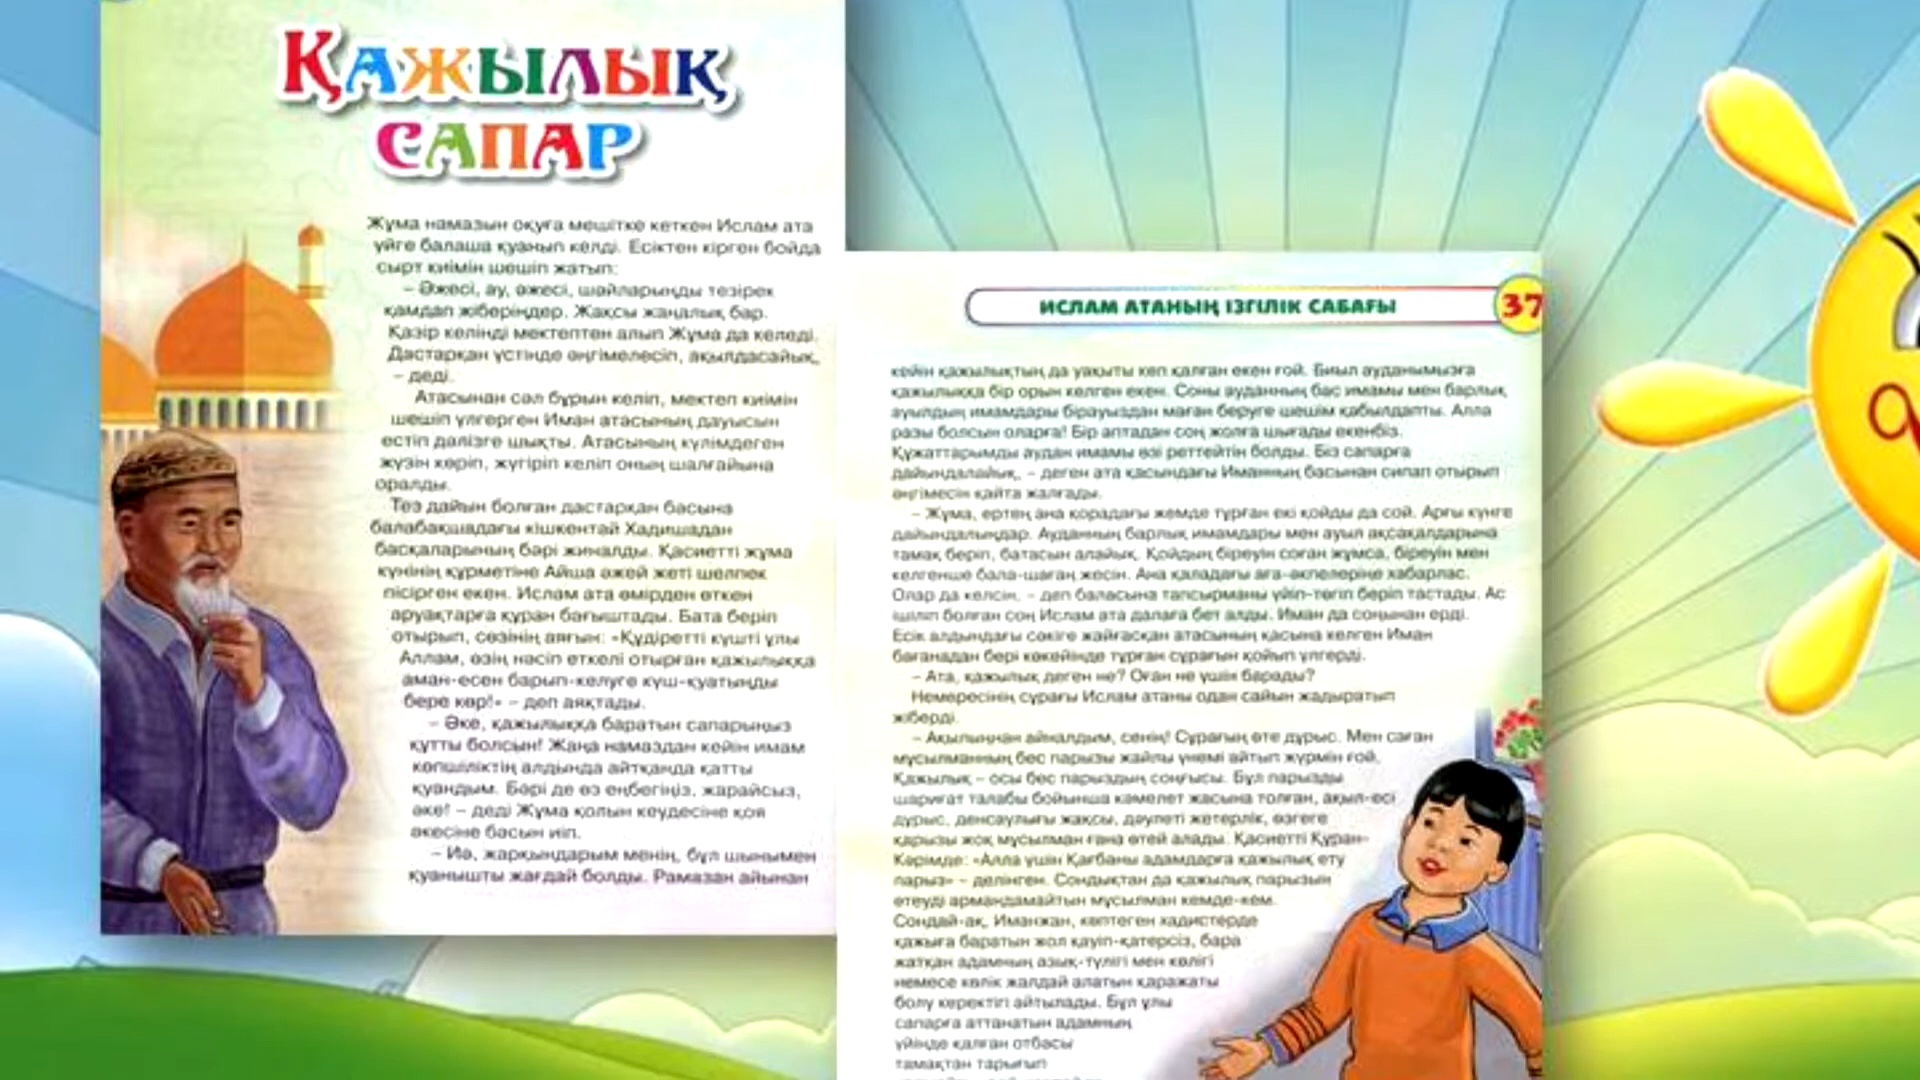 ҚАЖЫЛЫҚ
САПАР
Жұма намазын оқуға мешітке кеткен Ислам ата
үйге балаша қуанып келді. Есіктен кірген бойда
сырт киімін шешіп жатып:
– Әжесі, ау, әжесі, шәйларыңды тезірек
қамдап жіберіңдер. Жақсы жаңалық бар.
Қазір келінді мектептен алып Жұма да келеді.
Дастарқан үстінде әңгімелесіп, ақылдасайық,
– деді.
Атасынан сәл бұрын келіп, мектеп киімін
шешіп үлгерген Иман атасының дауысын
естіп дәлізге шықты. Атасының күлімдеген
жүзін көріп, жүгіріп келіп оның шалғайына
оралды.
Тез дайын болған дастарқан басына
балабақшадағы кішкентай Хадишадан
басқаларының бәрі жиналды. Қасиетті жұма
күнінің құрметіне Айша әжей жеті шелпек
пісірген екен. Ислам ата өмірден өткен
аруақтарға құран бағыштады. Бата беріп
отырып, сөзінің аяғын: «Құдіретті күшті ұлы
Аллам, өзің нәсіп еткелі отырған қажылыққа
аман-есен барып-келуге күш-қуатыңды
бере көр!» – деп аяқтады.
– Әке, қажылыққа баратын сапарыңыз
құтты болсын! Жаңа намаздан кейін имам
көпшіліктің алдында айтқанда қатты
қуандым. Бәрі де өз еңбегіңіз, жарайсыз,
әке! – деді Жұма қолын кеудесіне қоя
әкесіне басын иіп.
– Иә, жарқындарым менің, бұл шынымен
қуанышты жағдай болды. Рамазан айынан
ИСЛАМ АТАНЫҢ ІЗГІЛІК САБАҒЫ
37
кейін қажылықтың да уақыты кеп қалған екен ғой. Биыл ауданымызға
қажылыққа бір орын келген екен. Соны ауданның бас имамы мен барлық
ауылдың имамдары бірауыздан маған беруге шешім қабылдапты. Алла
разы болсын оларға! Бір аптадан соң жолға шығады екенбіз.
Құжаттарымды аудан имамы өзі реттейтін болды. Біз сапарға
дайындалайық, – деген ата қасындағы Иманның басынан сипап отырып
әңгімесін қайта жалғады.
– Жұма, ертең ана қорадағы жемде тұрған екі қойды да сой. Арғы күнге
дайындалыңдар. Ауданның барлық имамдары мен ауыл ақсақалдарына
тамақ беріп, батасын алайық. Қойдың біреуін соған жұмса, біреуін мен
келгенше бала-шағаң жесін. Ана қаладағы аға-әкпелеріңе хабарлас.
Олар да келсін, – деп баласына тапсырманы үйіп-төгіп беріп тастады. Ас
ішіліп болған соң Ислам ата далаға бет алды. Иман да соңынан ерді.
Есік алдындағы сәкіге жайғасқан атасының қасына келген Иман
бағанадан бері көкейінде тұрған сұрағын қойып үлгерді.
– Ата, қажылық деген не? Оған не үшін барады?
Немересінің сұрағы Ислам атаны одан сайын жадыратып
жіберді.
– Ақылыңнан айналдым, сенің! Сұрағың өте дұрыс. Мен саған
мұсылманның бес парызы жайлы үнемі айтып жүрмін ғой.
Қажылық – осы бес парыздың соңғысы. Бұл парызды
шариғат талабы бойынша кәмелет жасына толған, ақыл-есі
дұрыс, денсаулығы жақсы, дәулеті жетерлік, өзгеге
қарызы жоқ мұсылман ғана өтей алады. Қасиетті Құран-
Кәрімде: «Алла үшін Қағбаны адамдарға қажылық ету
парыз» – делінген. Сондықтан да қажылық парызын
өтеуді армандамайтын мұсылман кемде-кем.
Сондай-ақ, Иманжан, көптеген хадистерде
қажыға баратын жол қауіп-қатерсіз, бара
жатқан адамның азық-түлігі мен көлігі
немесе көлік жалдай алатын қаражаты
болу керектігі айтылады. Бұл ұлы
сапарға аттанатын адамның
үйінде қалған отбасы
тамақтан тарығып